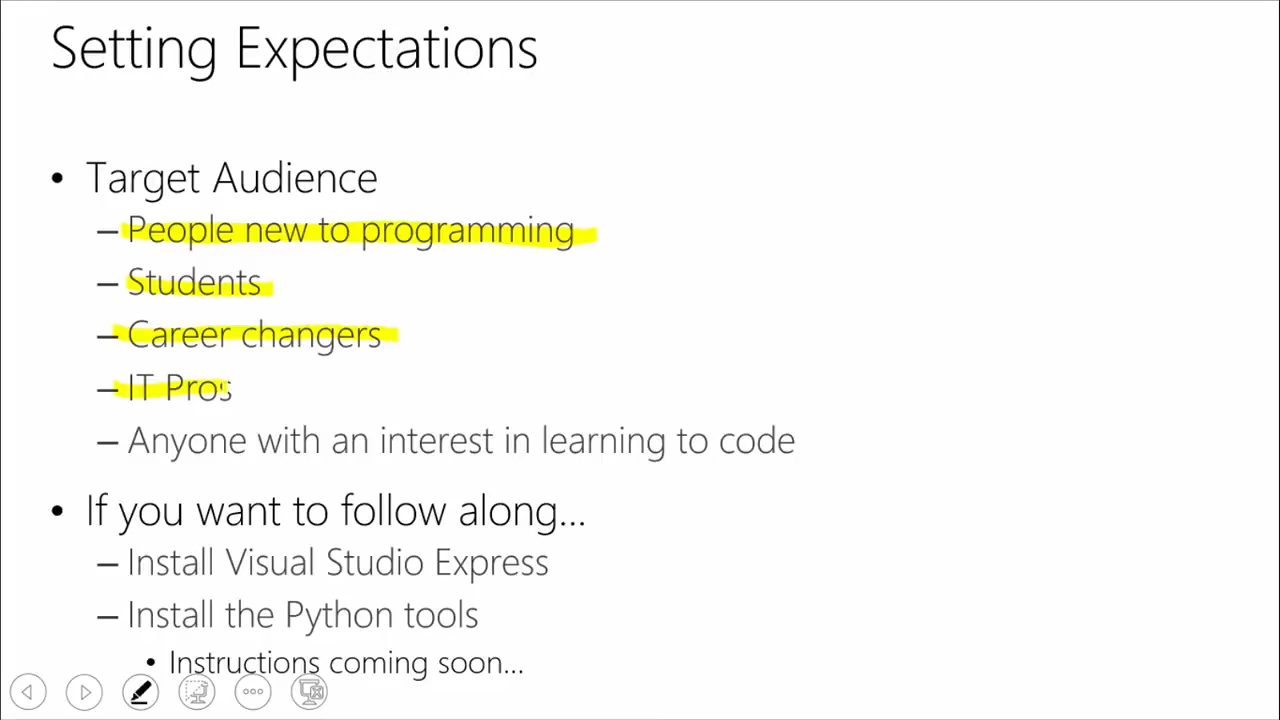 Setting Expectations
• Target Audience
– People new to programming
– Students
– Career changers
– IT Pros
– Anyone with an interest in learning to code
• If you want to follow along...
– Install Visual Studio Express
– Install the Python tools
• Instructions coming soon...